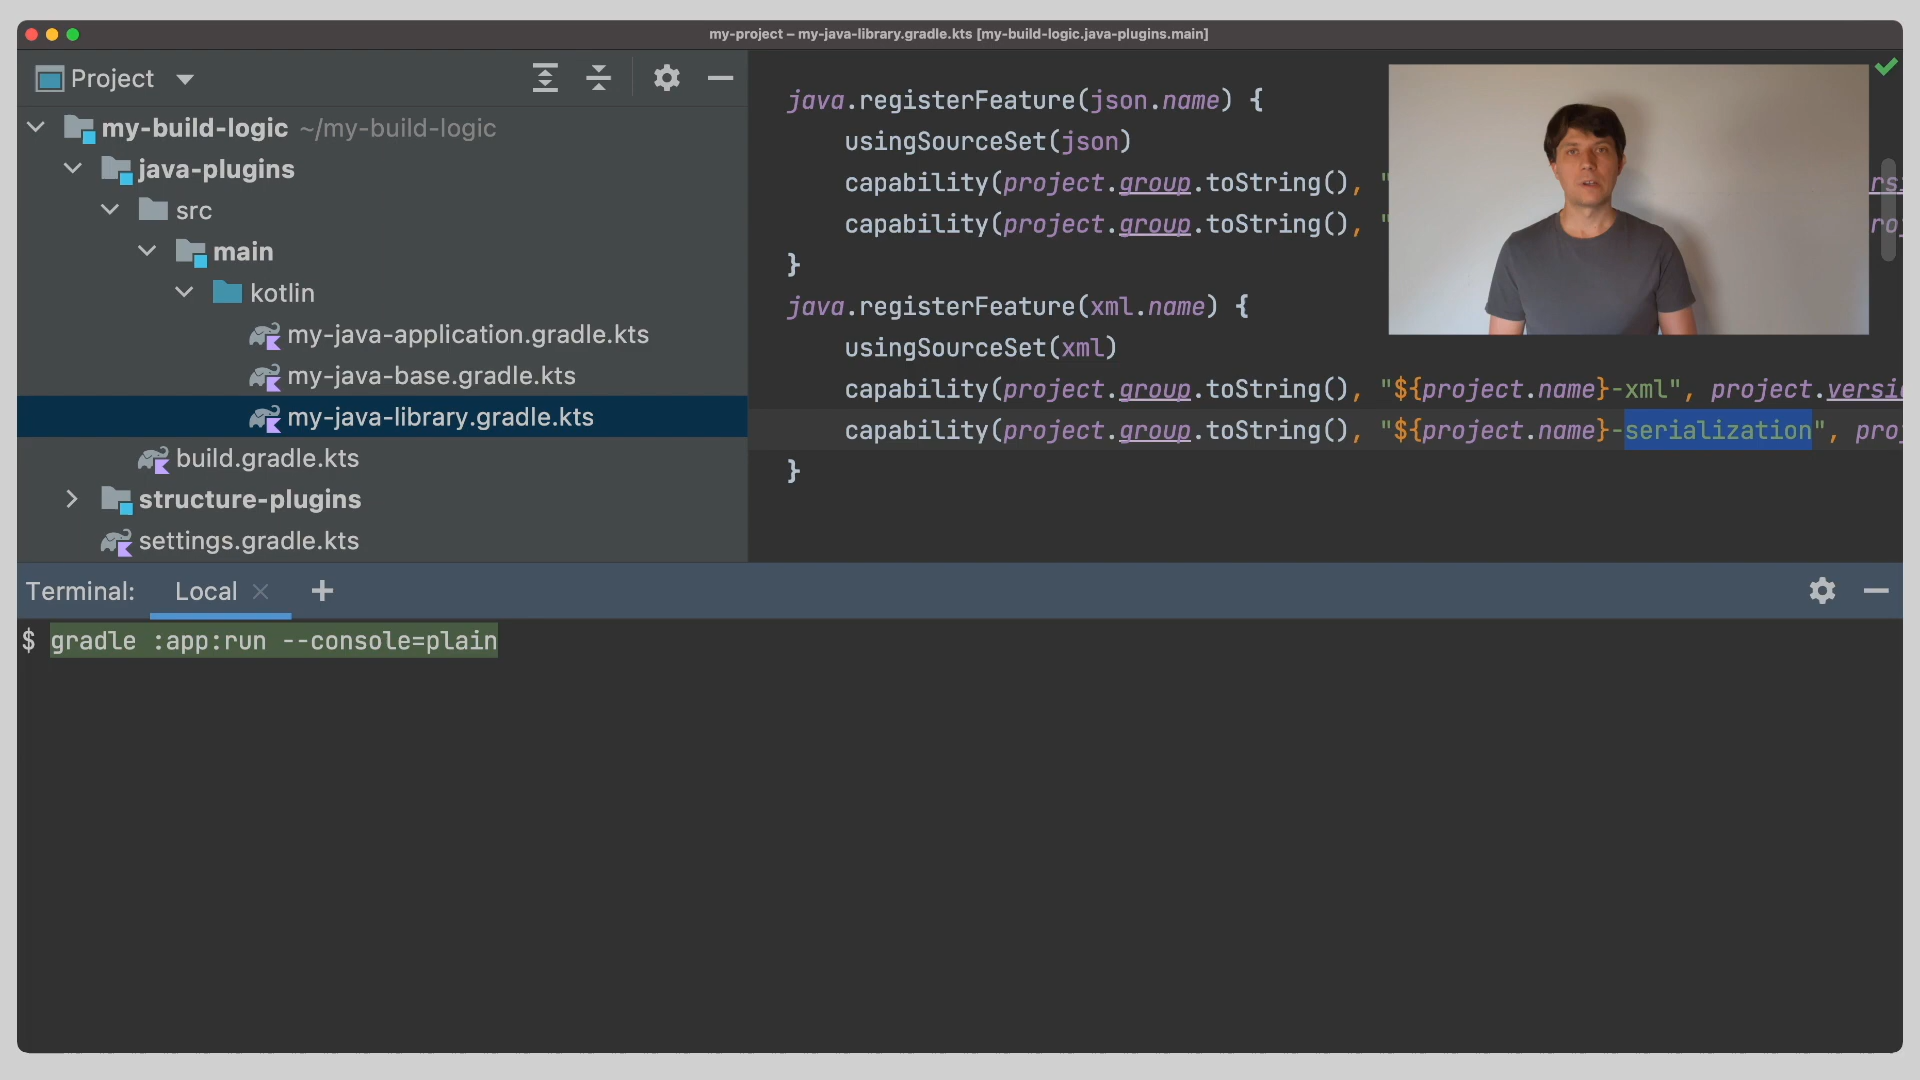 my-project – my-java-library.gradle.kts [my-build-logic.java-plugins.main]
Project
my-build-logic ~/my-build-logic
java-plugins
src
main
kotlin
my-java-application.gradle.kts
my-java-base.gradle.kts
my-java-library.gradle.kts
build.gradle.kts
structure-plugins
settings.gradle.kts
java.registerFeature(json.name) {
usingSourceSet(json)
capability(project.group.toString(), "
capability(project.group.toString(), "
}
java.registerFeature(xml.name) {
usingSourceSet(xml)
capability(project.group.toString(), "${project.name}-xml", project.versi
capability(project.group.toString(), "${project.name}-serialization", pro
}
Terminal: Local
$ gradle :app:run --console=plain